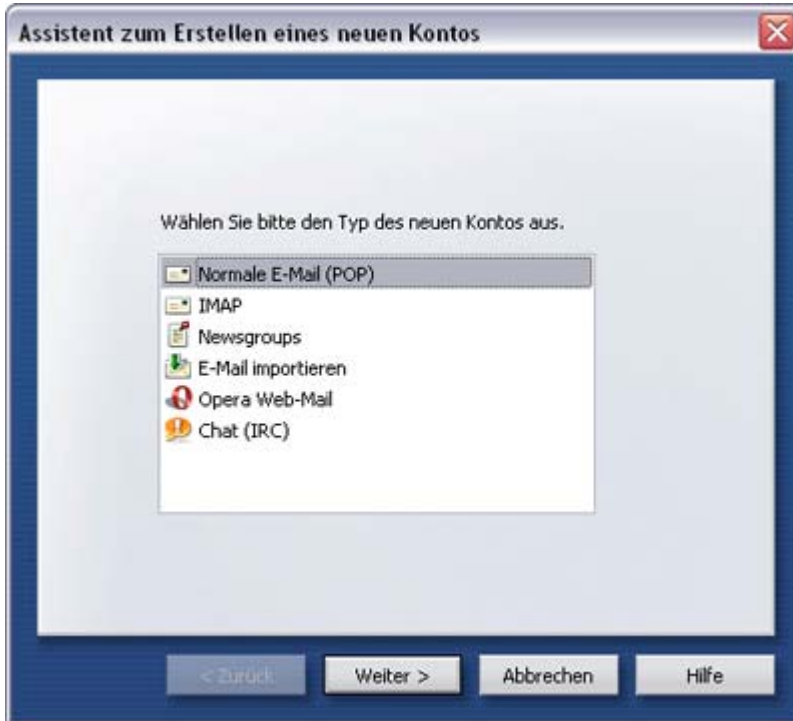 Assistent zum Erstellen eines neuen Kontos
Wählen Sie bitte den Typ des neuen Kontos aus.
Normale E-Mail (POP)
IMAP
Newsgroups
E-Mail importieren
Opera Web-Mail
Chat (IRC)
< Zurück
Weiter >
Abbrechen
Hilfe